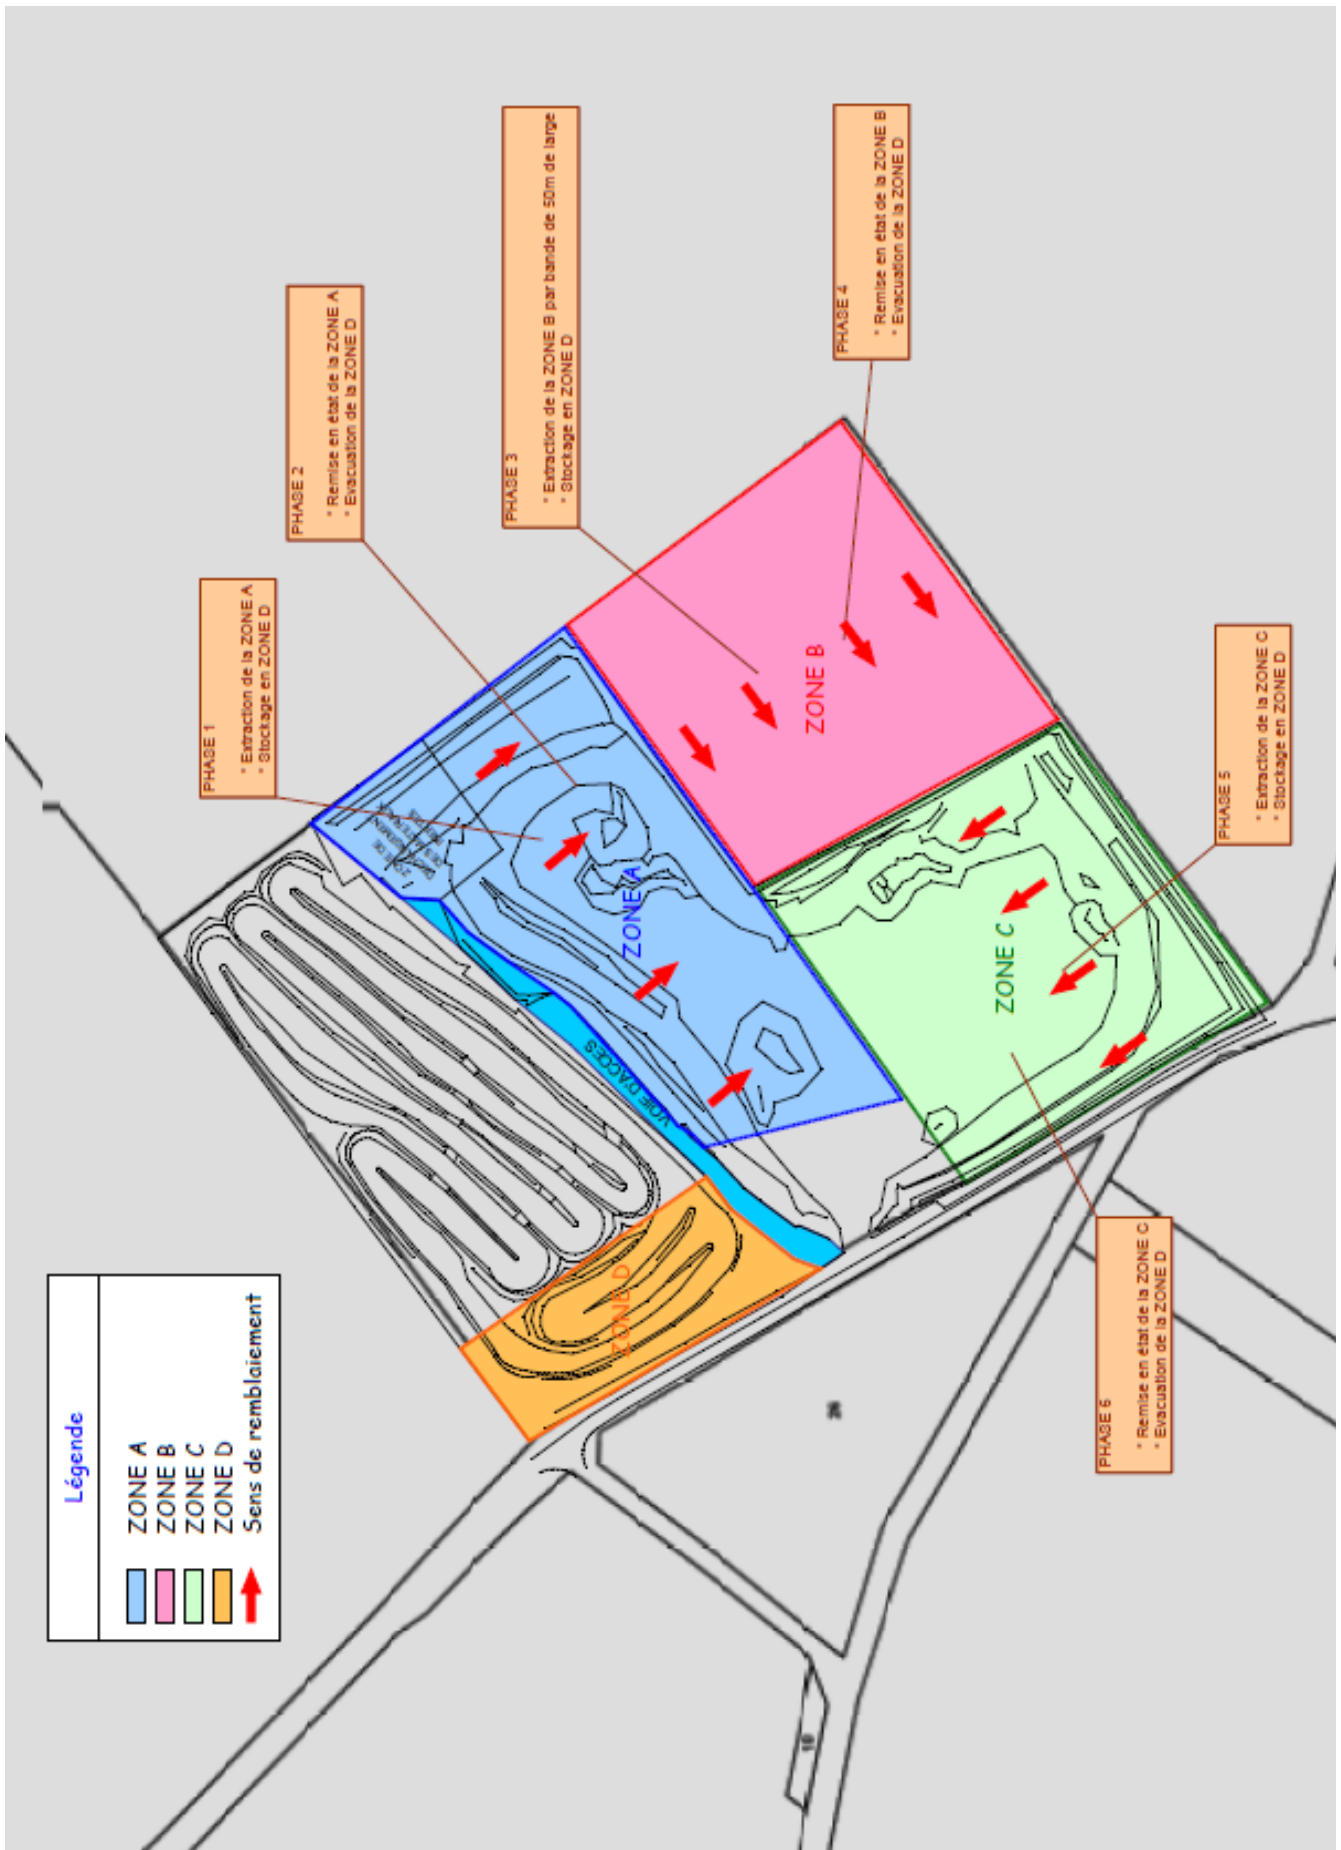 PHASE 1
* Extraction de la ZONE A
* Stockage en ZONE D
PHASE 2
* Remise en état de la ZONE A
* Evacuation de la ZONE D
PHASE 3
* Extraction de la ZONE B par bande de 50m de large
* Stockage en ZONE D
PHASE 4
* Remise en état de la ZONE B
* Evacuation de la ZONE D
PHASE 5
* Extraction de la ZONE C
* Stockage en ZONE D
PHASE 6
* Remise en état de la ZONE C
* Evacuation de la ZONE D
ZONE A
ZONE B
ZONE C
ZONE D
VOIE D'ACCES
ZONE DE
26
10
Légende
ZONE A
ZONE B
ZONE C
ZONE D
Sens de remblaiement